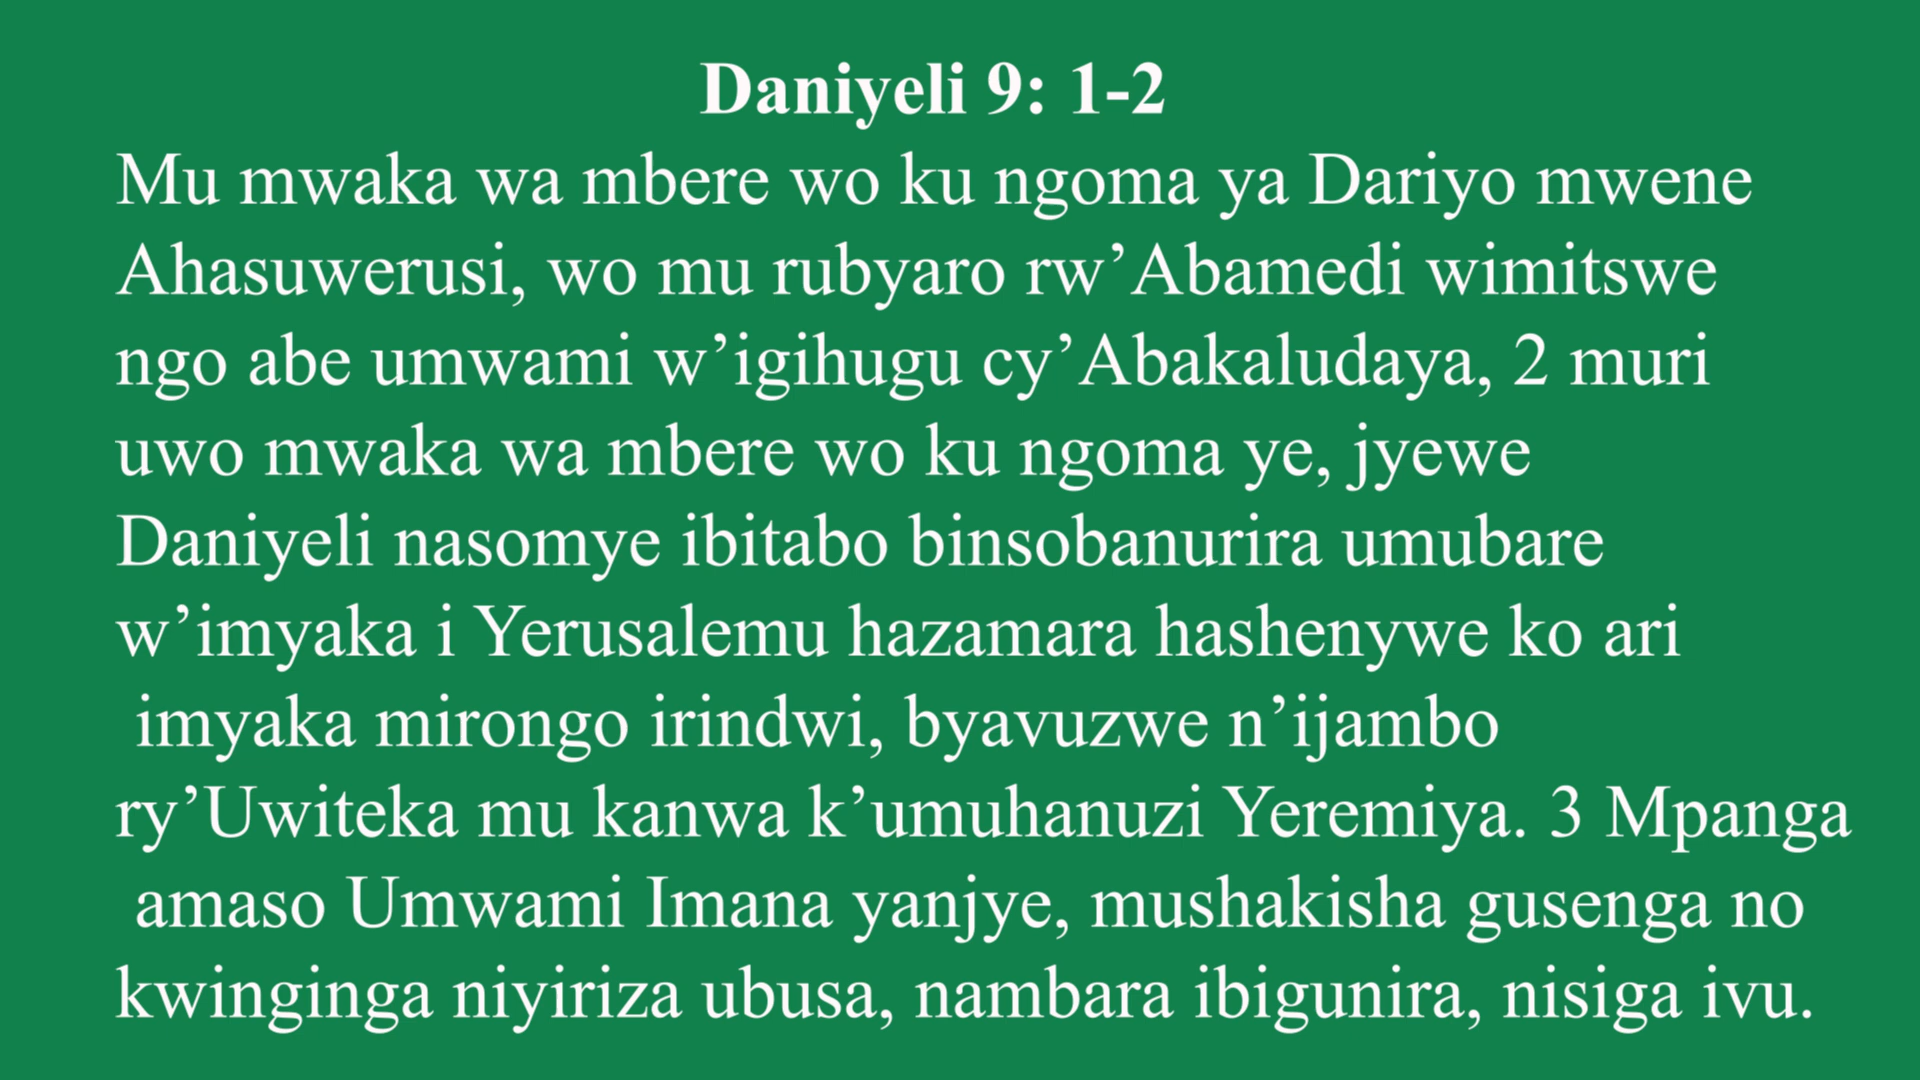 Daniyeli 9: 1-2
Mu mwaka wa mbere wo ku ngoma ya Dariyo mwene
Ahasuwerusi, wo mu rubyaro rw’Abamedi wimitswe
ngo abe umwami w’igihugu cy’Abakaludaya, 2 muri
uwo mwaka wa mbere wo ku ngoma ye, jyewe
Daniyeli nasomye ibitabo binsobanurira umubare
w’imyaka i Yerusalemu hazamara hashenywe ko ari
imyaka mirongo irindwi, byavuzwe n’ijambo
ry’Uwiteka mu kanwa k’umuhanuzi Yeremiya. 3 Mpanga
amaso Umwami Imana yanjye, mushakisha gusenga no
kwinginga niyiriza ubusa, nambara ibigunira, nisiga ivu.